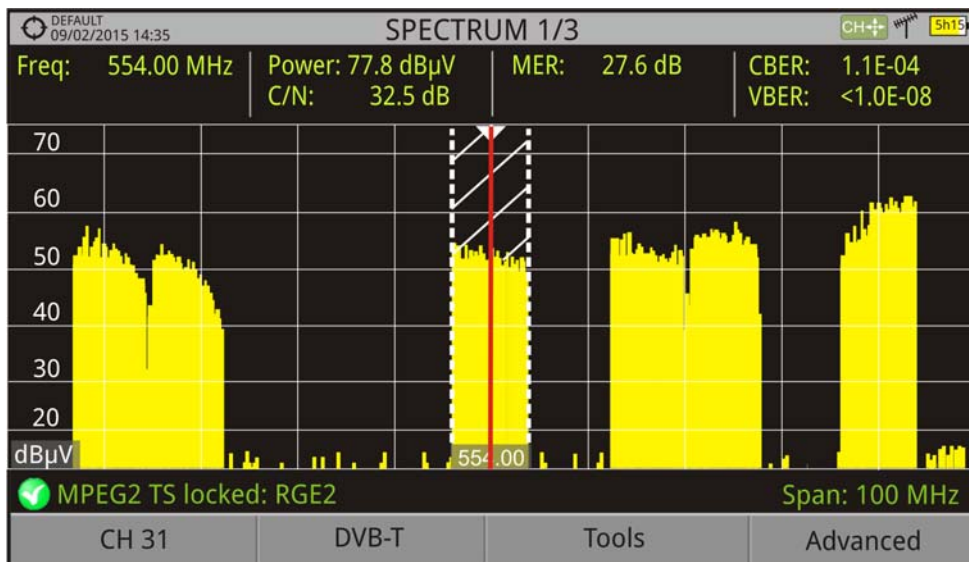 DEFAULT
09/02/2015 14:35
SPECTRUM 1/3
CH
5h15
Freq: 554.00 MHz
Power: 77.8 dBµV
MER: 27.6 dB
CBER: 1.1E-04
C/N: 32.5 dB
VBER: <1.0E-08
70
60
50
40
30
20
dBµV
554.00
MPEG2 TS locked: RGE2
Span: 100 MHz
CH 31
DVB-T
Tools
Advanced